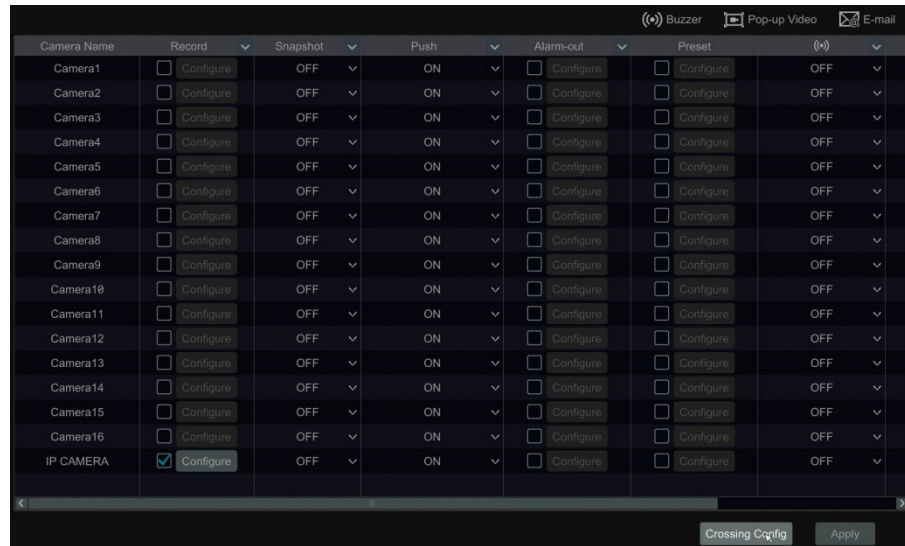 Buzzer Pop-up Video E-mail
Camera Name Record Snapshot Push Alarm-out Preset
Camera1 Configure OFF ON Configure Configure OFF
Camera2 Configure OFF ON Configure Configure OFF
Camera3 Configure OFF ON Configure Configure OFF
Camera4 Configure OFF ON Configure Configure OFF
Camera5 Configure OFF ON Configure Configure OFF
Camera6 Configure OFF ON Configure Configure OFF
Camera7 Configure OFF ON Configure Configure OFF
Camera8 Configure OFF ON Configure Configure OFF
Camera9 Configure OFF ON Configure Configure OFF
Camera10 Configure OFF ON Configure Configure OFF
Camera11 Configure OFF ON Configure Configure OFF
Camera12 Configure OFF ON Configure Configure OFF
Camera13 Configure OFF ON Configure Configure OFF
Camera14 Configure OFF ON Configure Configure OFF
Camera15 Configure OFF ON Configure Configure OFF
Camera16 Configure OFF ON Configure Configure OFF
IP CAMERA Configure OFF ON Configure Configure OFF
Crossing Config Apply